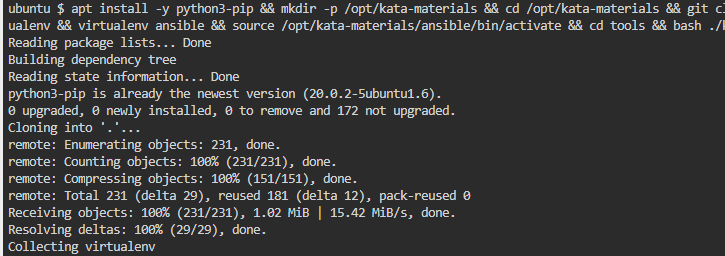 ubuntu $ apt install -y python3-pip && mkdir -p /opt/kata-materials && cd /opt/kata-materials && git cl
ualenv && virtualenv ansible && source /opt/kata-materials/ansible/bin/activate && cd tools && bash ./
Reading package lists... Done
Building dependency tree
Reading state information... Done
python3-pip is already the newest version (20.0.2-5ubuntu1.6).
0 upgraded, 0 newly installed, 0 to remove and 172 not upgraded.
Cloning into '.'...
remote: Enumerating objects: 231, done.
remote: Counting objects: 100% (231/231), done.
remote: Compressing objects: 100% (151/151), done.
remote: Total 231 (delta 29), reused 181 (delta 12), pack-reused 0
Receiving objects: 100% (231/231), 1.02 MiB | 15.42 MiB/s, done.
Resolving deltas: 100% (29/29), done.
Collecting virtualenv